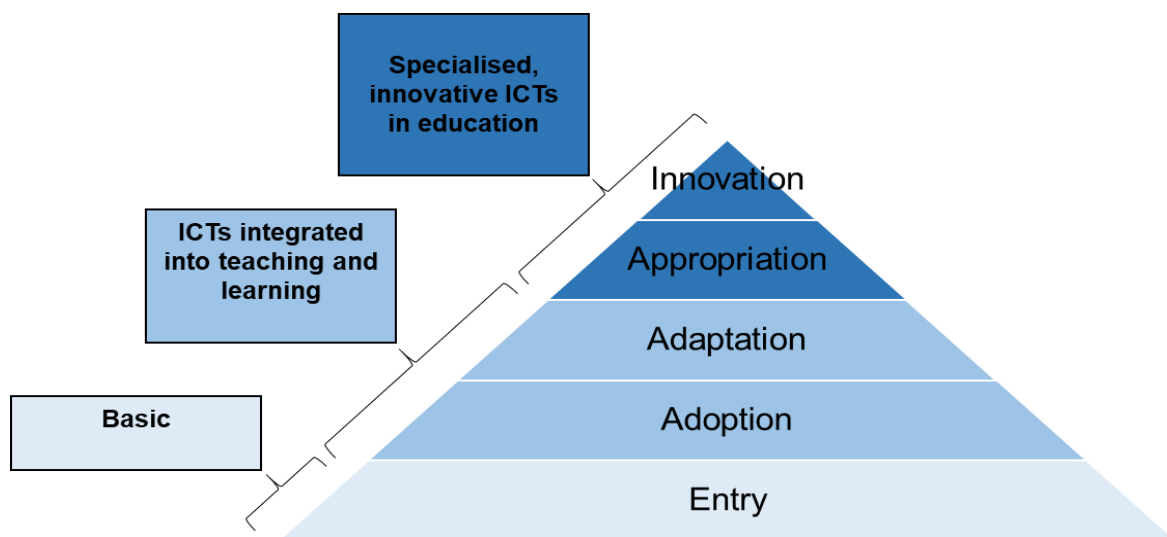 Specialised,
innovative ICTs
in education
Innovation
ICTs integrated
into teaching and
learning
Appropriation
Adaptation
Basic
Adoption
Entry